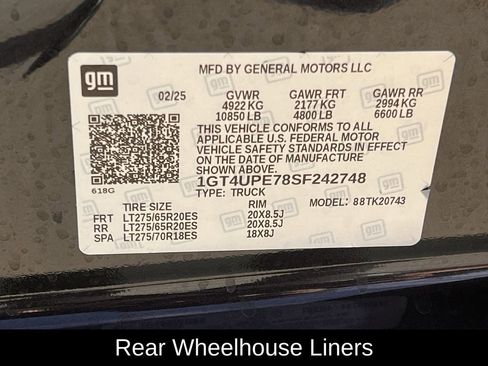 gm
MFD BY GENERAL MOTORS LLC
02/25 GVWR GAWR FRT GAWR RR
4922 KG 2177 KG 2994 KG
10850 LB 4800 LB 6600 LB
THIS VEHICLE CONFORMS TO ALL
APPLICABLE U.S. FEDERAL MOTOR
VEHICLE SAFETY STANDARDS IN EFFECT
ON THE DATE OF MANUFACTURE
SHOWN ABOVE.
618G
1GT4UPE78SF242748
TYPE: TRUCK
TIRE SIZE RIM MODEL: 88TK20743
FRT LT275/65R20ES 20X8.5J
RR LT275/65R20ES 20X8.5J
SPA LT275/70R18ES 18X8J
Rear Wheelhouse Liners